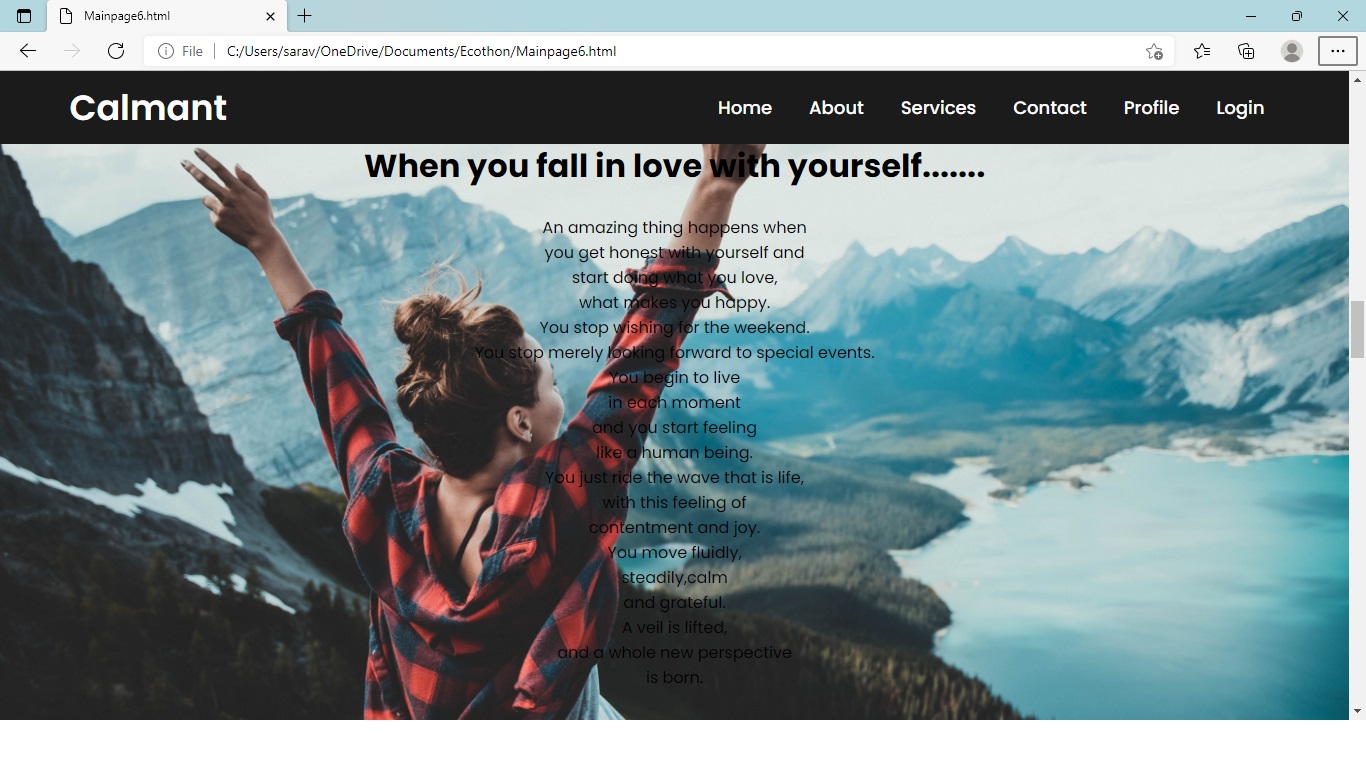 Mainpage6.html
File
C:/Users/sarav/OneDrive/Documents/Ecothon/Mainpage6.html
Calmant
Home About Services Contact Profile Login
When you fall in love with yourself.......
An amazing thing happens when
you get honest with yourself and
start doing what you love,
what makes you happy.
You stop wishing for the weekend.
You stop merely looking forward to special events.
You begin to live
in each moment
and you start feeling
like a human being.
You just ride the wave that is life,
with this feeling of
contentment and joy.
You move fluidly,
steadily,calm
and grateful.
A veil is lifted,
and a whole new perspective
is born.